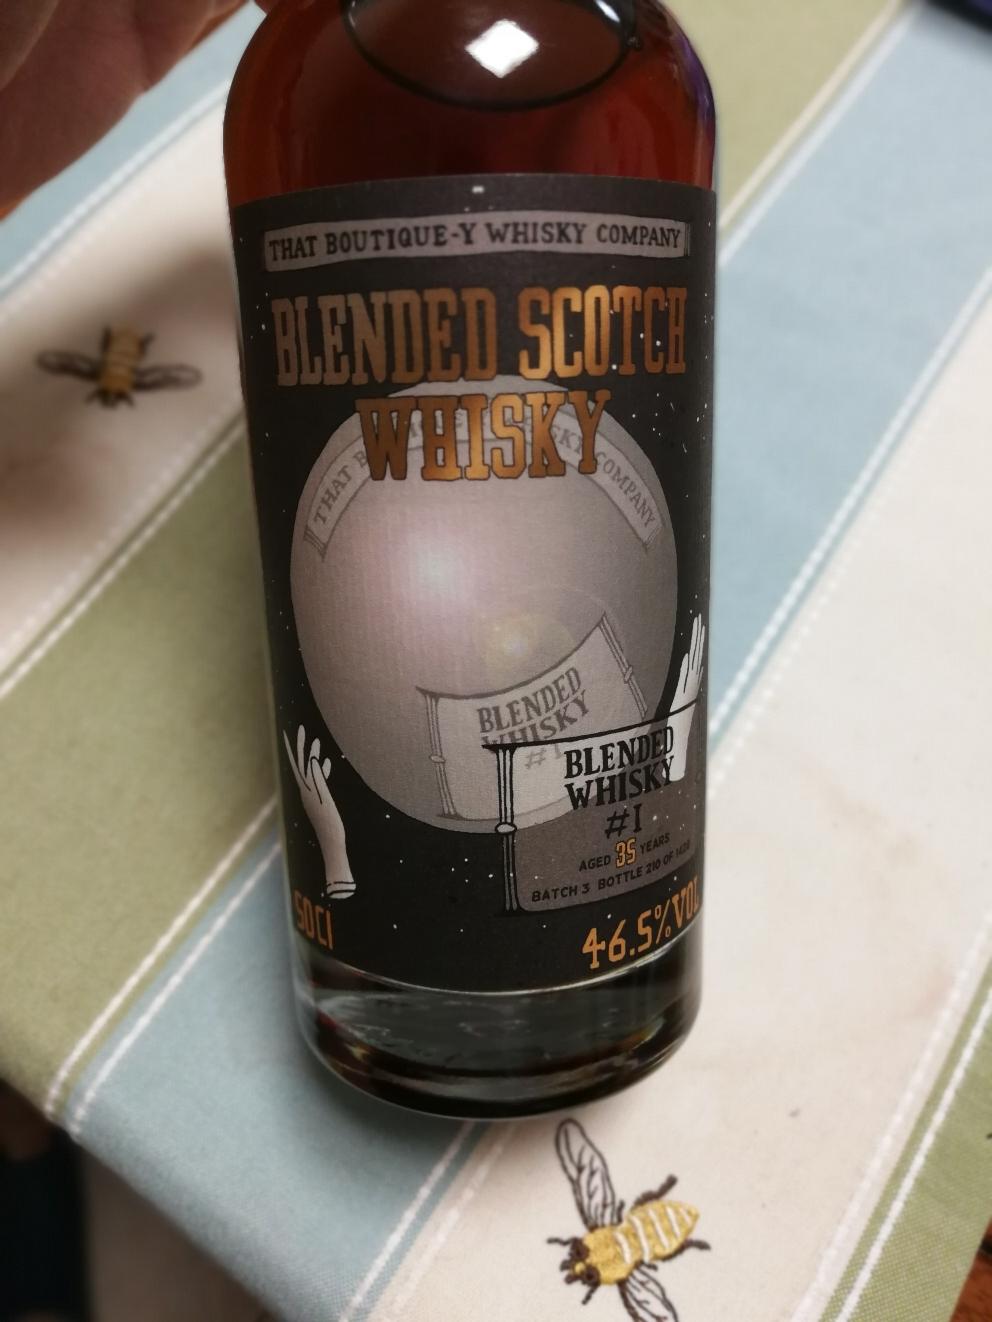 THAT BOUTIQUE-Y WHISKY COMPANY
BLENDED SCOTCH
WHISKY
THAT COMPANY
BLENDED
WHISKY
#
BLENDED
WHISKY
#1
AGED 35 YEARS
BATCH 3 BOTTLE 210 OF
50Cl
46.5%VOL